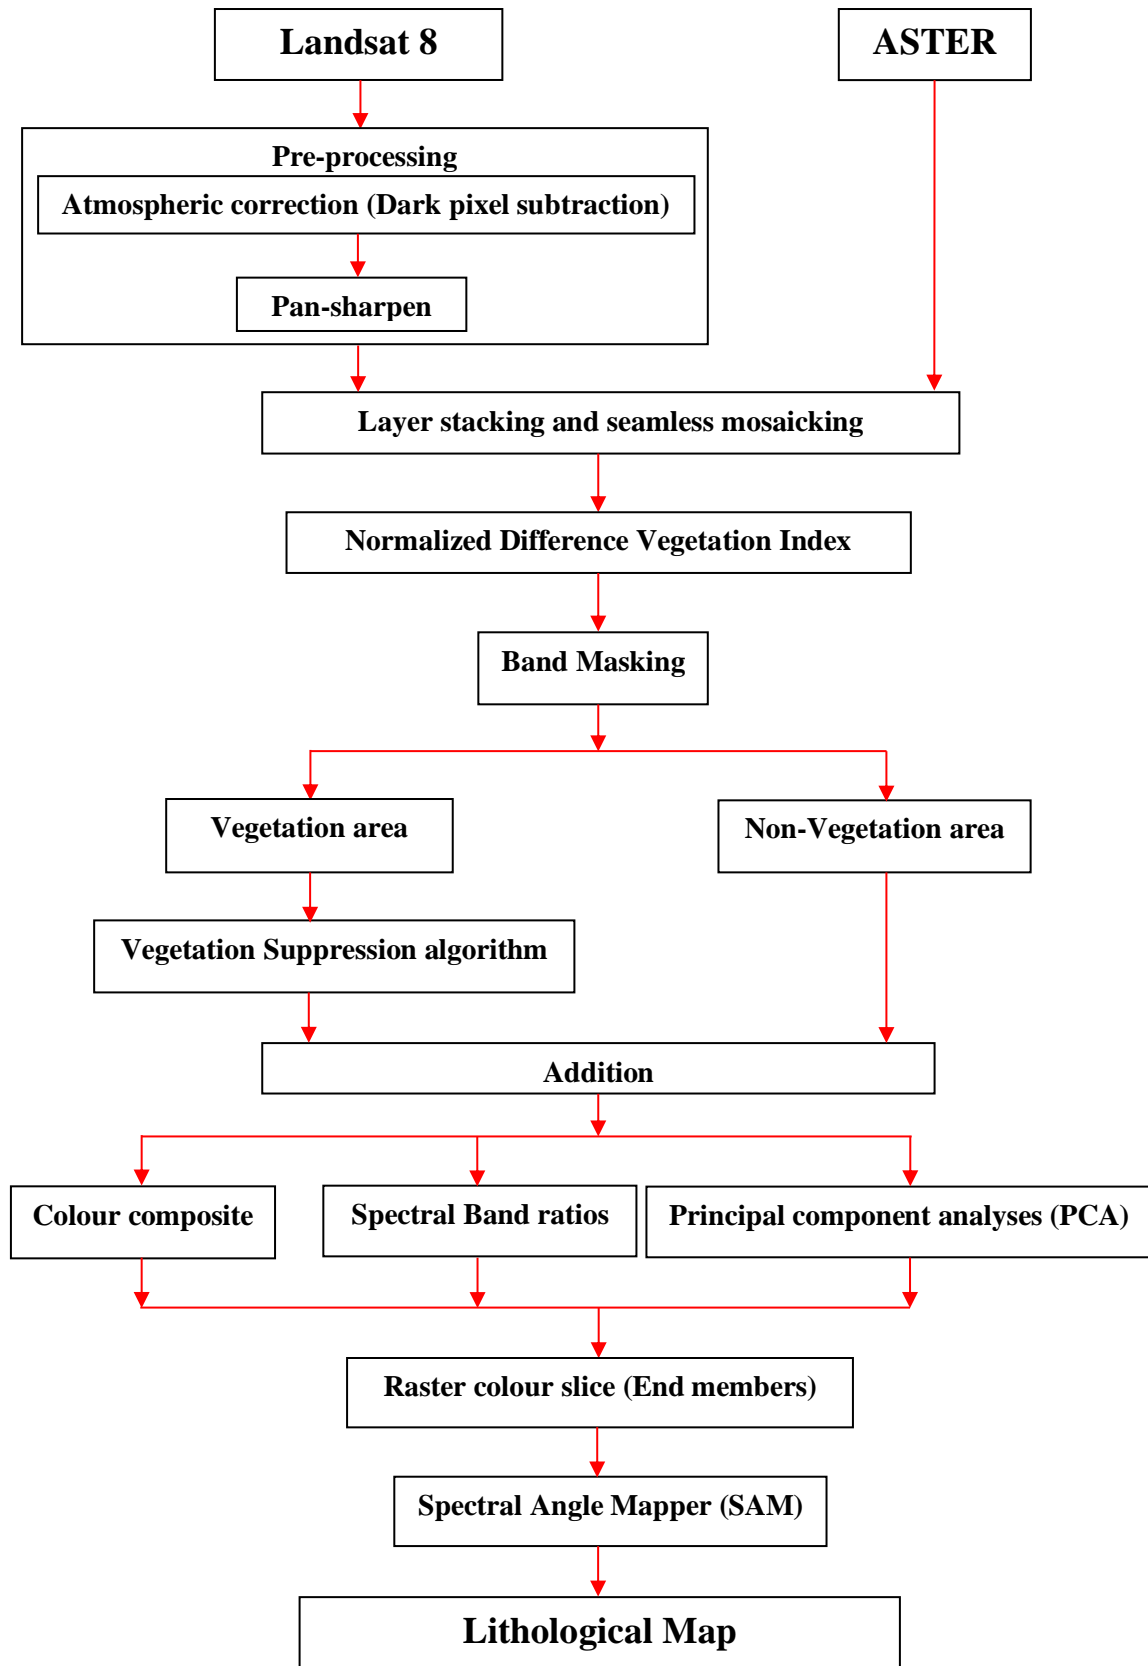 Landsat 8
ASTER
Pre-processing
Atmospheric correction (Dark pixel subtraction)
Pan-sharpen
Layer stacking and seamless mosaicking
Normalized Difference Vegetation Index
Band Masking
Vegetation area
Non-Vegetation area
Vegetation Suppression algorithm
Addition
Colour composite
Spectral Band ratios
Principal component analyses (PCA)
Raster colour slice (End members)
Spectral Angle Mapper (SAM)
Lithological Map